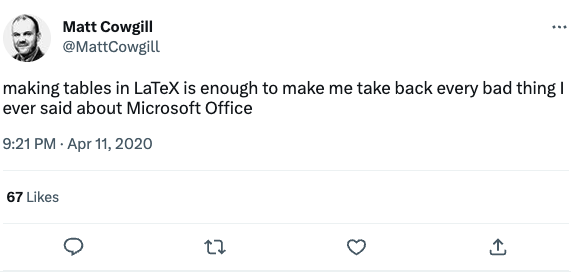 Matt Cowgill
@MattCowgill
making tables in LaTeX is enough to make me take back every bad thing I
ever said about Microsoft Office
9:21 PM · Apr 11, 2020
67 Likes